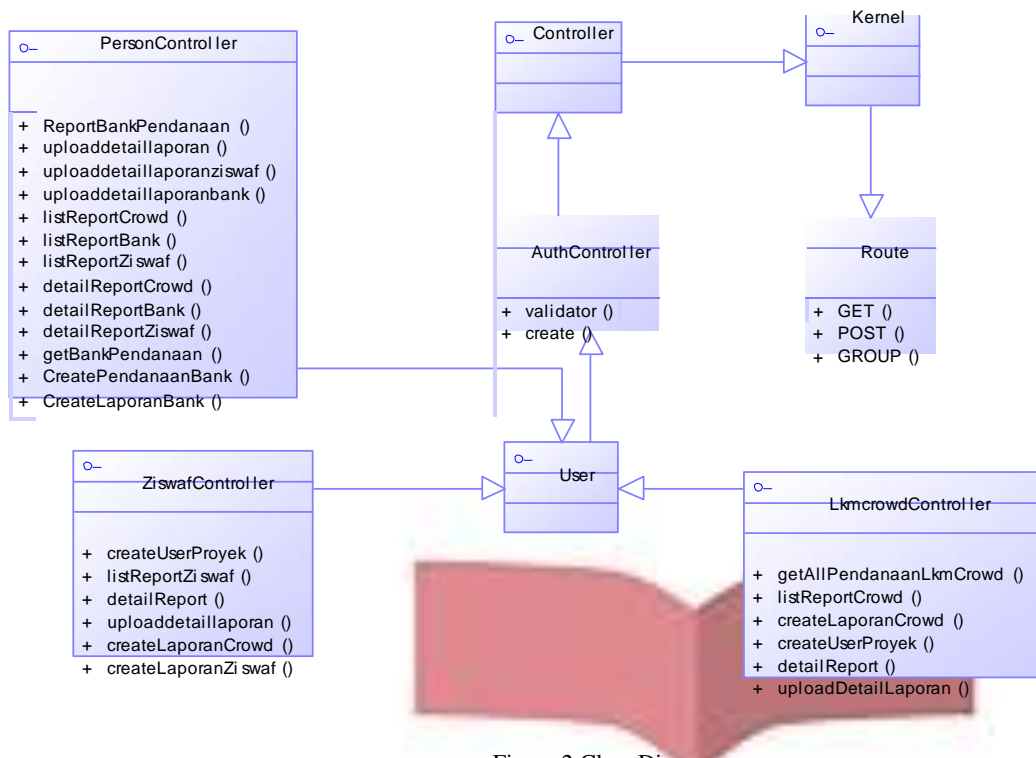 PersonController
+ ReportBankPendanaan ()
+ uploaddetaillaporan ()
+ uploaddetaillaporanziswaf ()
+ uploaddetaillaporanbank ()
+ listReportCrowd ()
+ listReportBank ()
+ listReportZiswaf ()
+ detailReportCrowd ()
+ detailReportBank ()
+ detailReportZiswaf ()
+ getBankPendanaan ()
+ CreatePendanaanBank ()
+ CreateLaporanBank ()
Controller
Kernel
AuthController
+ validator ()
+ create ()
Route
+ GET ()
+ POST ()
+ GROUP ()
ZiswafController
+ createUserProyek ()
+ listReportZiswaf ()
+ detailReport ()
+ uploaddetaillaporan ()
+ createLaporanCrowd ()
+ createLaporanZiswaf ()
User
LkmcrowdController
+ getAllPendanaanLkmCrowd ()
+ listReportCrowd ()
+ createLaporanCrowd ()
+ createUserProyek ()
+ detailReport ()
+ uploadDetailLaporan ()